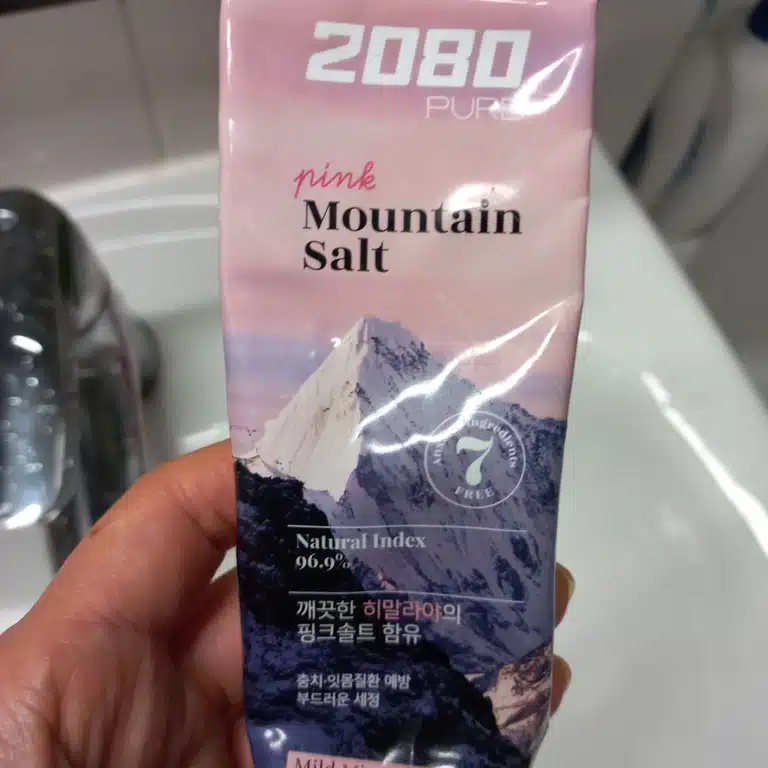 2080
PURE
pink
Mountain
Salt
ingredients
7
FREE
Natural Index
96.9%
깨끗한 히말라야의
핑크솔트 함유
충치·잇몸질환 예방
부드러운 세정
Mild